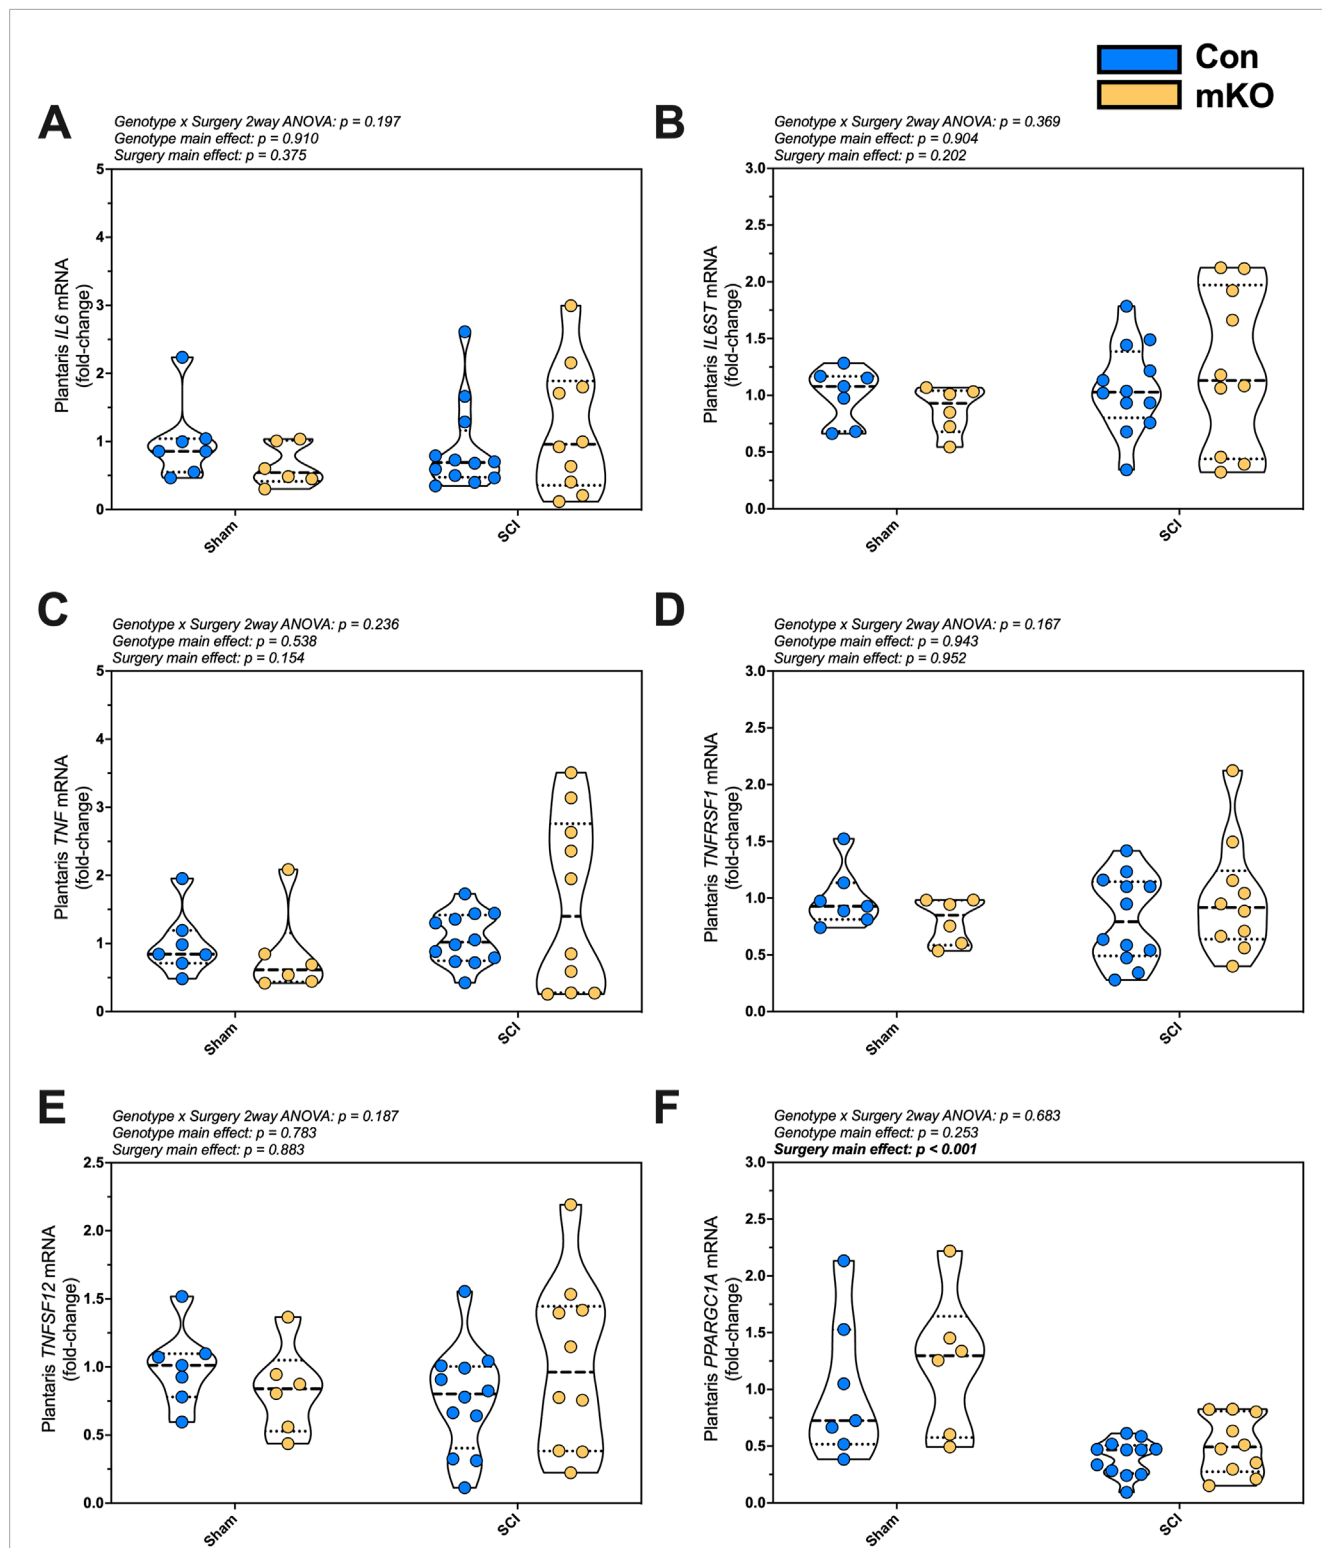 Con
mKO
A
Genotype x Surgery 2way ANOVA: p = 0.197
Genotype main effect: p = 0.910
Surgery main effect: p = 0.375
Plantaris IL6 mRNA
(fold-change)
5
4
3
2
1
0
Sham
SCI
B
Genotype x Surgery 2way ANOVA: p = 0.369
Genotype main effect: p = 0.904
Surgery main effect: p = 0.202
Plantaris IL6ST mRNA
(fold-change)
3.0
2.5
2.0
1.5
1.0
0.5
0.0
Sham
SCI
C
Genotype x Surgery 2way ANOVA: p = 0.236
Genotype main effect: p = 0.538
Surgery main effect: p = 0.154
Plantaris TNF mRNA
(fold-change)
5
4
3
2
1
0
Sham
SCI
D
Genotype x Surgery 2way ANOVA: p = 0.167
Genotype main effect: p = 0.943
Surgery main effect: p = 0.952
Plantaris TNFRSF1 mRNA
(fold-change)
3.0
2.5
2.0
1.5
1.0
0.5
0.0
Sham
SCI
E
Genotype x Surgery 2way ANOVA: p = 0.187
Genotype main effect: p = 0.783
Surgery main effect: p = 0.883
Plantaris TNFSF12 mRNA
(fold-change)
2.5
2.0
1.5
1.0
0.5
0.0
Sham
SCI
F
Genotype x Surgery 2way ANOVA: p = 0.683
Genotype main effect: p = 0.253
Surgery main effect: p < 0.001
Plantaris PPARGC1A mRNA
(fold-change)
3.0
2.5
2.0
1.5
1.0
0.5
0.0
Sham
SCI